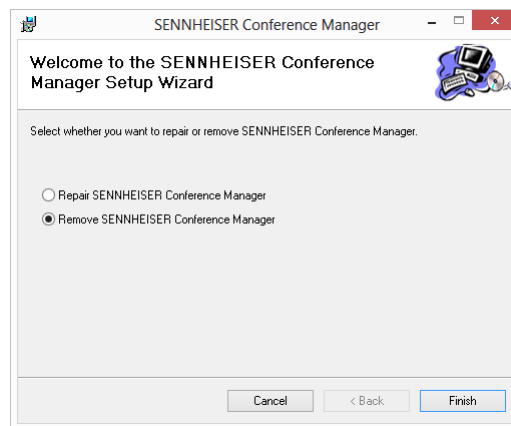 SENNHEISER Conference Manager
Welcome to the SENNHEISER Conference
Manager Setup Wizard
Select whether you want to repair or remove SENNHEISER Conference Manager.
Repair SENNHEISER Conference Manager
Remove SENNHEISER Conference Manager
Cancel
< Back
Finish